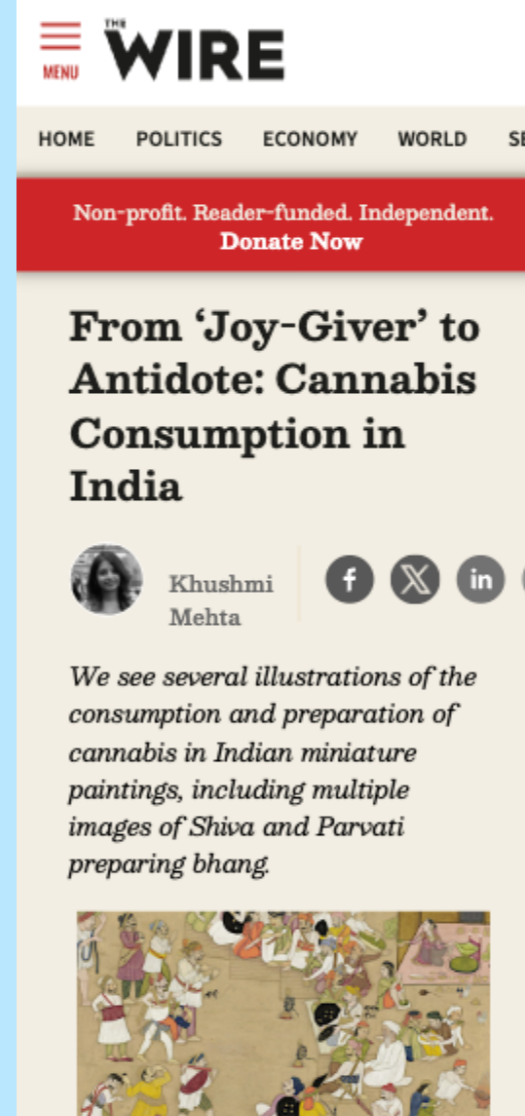 THE
WIRE
MENU
HOME POLITICS ECONOMY WORLD
Non-profit. Reader-funded. Independent.
Donate Now
From ‘Joy-Giver’ to
Antidote: Cannabis
Consumption in
India
Khushmi
Mehta
f X in
We see several illustrations of the
consumption and preparation of
cannabis in Indian miniature
paintings, including multiple
images of Shiva and Parvati
preparing bhang.